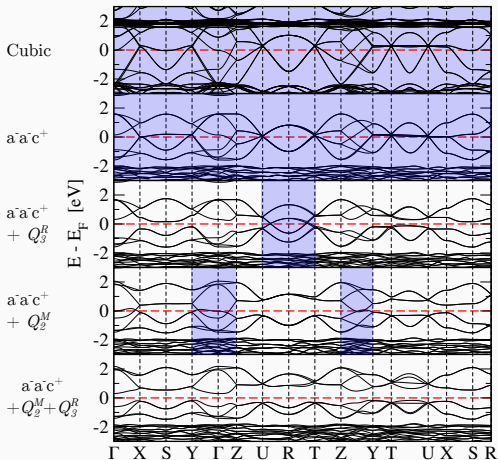 Cubic
2
0
-2
a⁻a⁻c⁺
2
0
-2
a⁻a⁻c⁺
+ Q₃ᴿ
2
0
-2
E - E_F [eV]
a⁻a⁻c⁺
+ Q₂ᴹ
2
0
-2
a⁻a⁻c⁺
+Q₂ᴹ+Q₃ᴿ
2
0
-2
Γ X S Y Γ Z U R T Z Y T U X S R